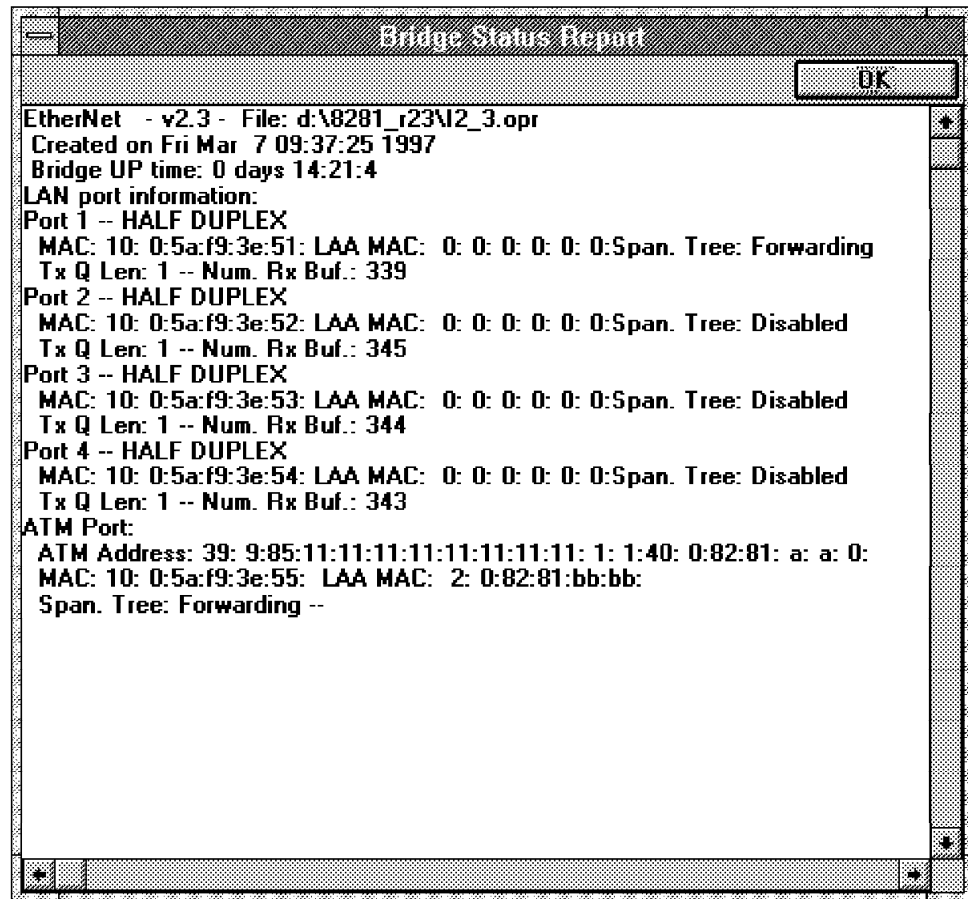 Bridge Status Report
OK
EtherNet - v2.3 - File: d:\8281_r23\l2_3.opr
Created on Fri Mar 7 09:37:25 1997
Bridge UP time: 0 days 14:21:4
LAN port information:
Port 1 -- HALF DUPLEX
MAC: 10: 0:5a:f9:3e:51: LAA MAC: 0: 0: 0: 0: 0: 0:Span. Tree: Forwarding
Tx Q Len: 1 -- Num. Rx Buf.: 339
Port 2 -- HALF DUPLEX
MAC: 10: 0:5a:f9:3e:52: LAA MAC: 0: 0: 0: 0: 0: 0:Span. Tree: Disabled
Tx Q Len: 1 -- Num. Rx Buf.: 345
Port 3 -- HALF DUPLEX
MAC: 10: 0:5a:f9:3e:53: LAA MAC: 0: 0: 0: 0: 0: 0:Span. Tree: Disabled
Tx Q Len: 1 -- Num. Rx Buf.: 344
Port 4 -- HALF DUPLEX
MAC: 10: 0:5a:f9:3e:54: LAA MAC: 0: 0: 0: 0: 0: 0:Span. Tree: Disabled
Tx Q Len: 1 -- Num. Rx Buf.: 343
ATM Port:
ATM Address: 39: 9:85:11:11:11:11:11:11:11:11: 1: 1:40: 0:82:81: a: a: 0:
MAC: 10: 0:5a:f9:3e:55: LAA MAC: 2: 0:82:81:bb:bb:
Span. Tree: Forwarding --